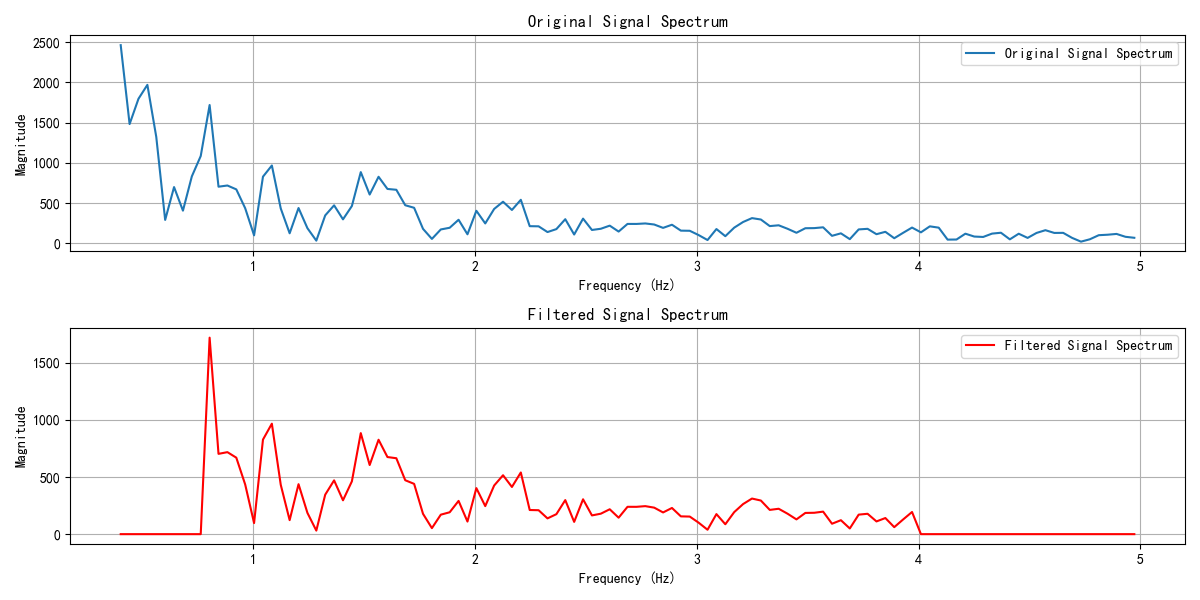 Original Signal Spectrum
2500
2000
1500
1000
500
0
Magnitude
Original Signal Spectrum
1 2 3 4 5
Frequency (Hz)
Filtered Signal Spectrum
1500
1000
500
0
Magnitude
Filtered Signal Spectrum
1 2 3 4 5
Frequency (Hz)